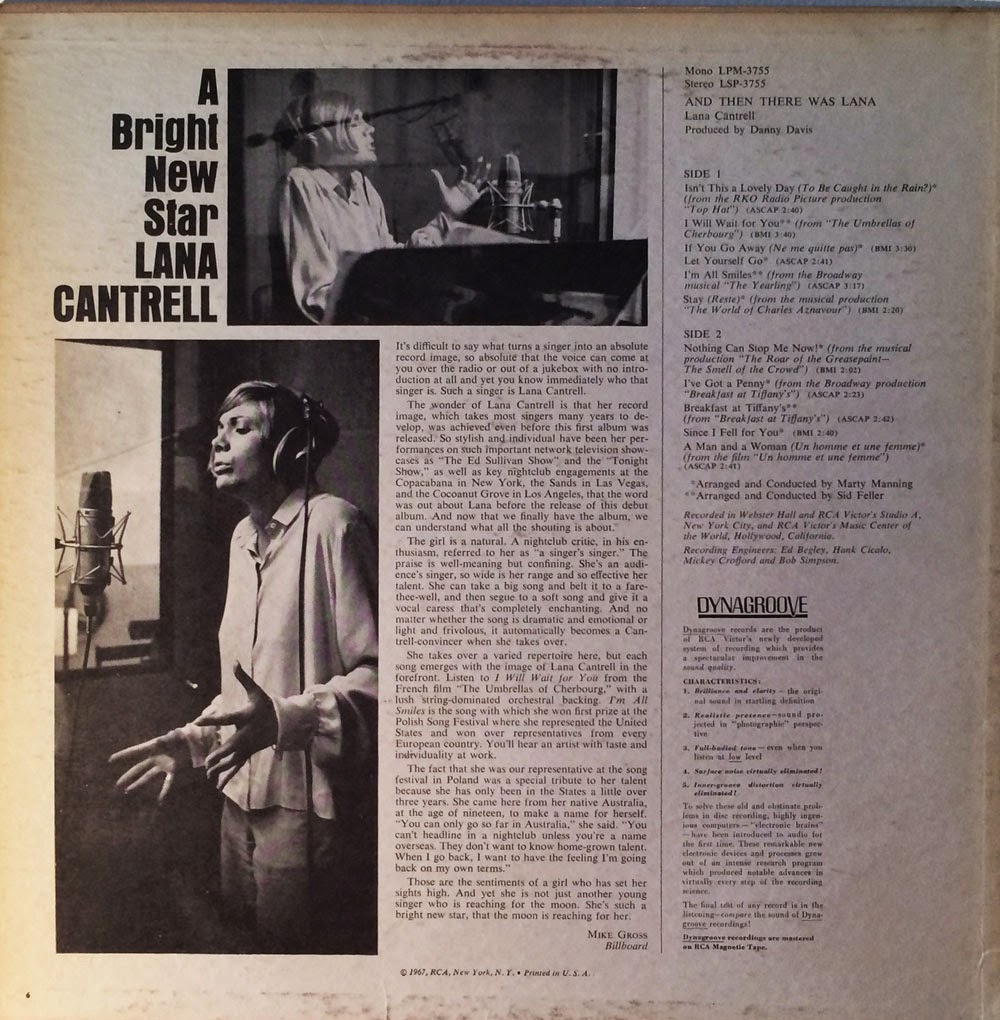 A
Bright
New
Star
LANA
CANTRELL
It's difficult to say what turns a singer into an absolute
record image, so absolute that the voice can come at
you over the radio or out of a jukebox with no intro-
duction at all and yet you know immediately who that
singer is. Such a singer is Lana Cantrell.
The wonder of Lana Cantrell is that her record
image, which takes most singers many years to de-
velop, was achieved even before this first album was
released. So stylish and individual have been her per-
formances on such important network television show-
cases as "The Ed Sullivan Show" and the "Tonight
Show," as well as key nightclub engagements at the
Copacabana in New York, the Sands in Las Vegas,
and the Cocoanut Grove in Los Angeles, that the word
was out about Lana before the release of this debut
album. And now that we finally have the album, we
can understand what all the shouting is about.
The girl is a natural. A nightclub critic, in his en-
thusiasm, referred to her as "a singer's singer." The
praise is well-meaning but confining. She's an audi-
ence's singer, so wide is her range and so effective her
talent. She can take a big song and belt it to a fare-
thee-well, and then segue to a soft song and give it a
vocal caress that's completely enchanting. And no
matter whether the song is dramatic and emotional or
light and frivolous, it automatically becomes a Can-
trell-convincer when she takes over.
She takes over a varied repertoire here, but each
song emerges with the image of Lana Cantrell in the
forefront. Listen to I Will Wait for You from the
French film "The Umbrellas of Cherbourg," with a
lush string-dominated orchestral backing. I'm All
Smiles is the song with which she won first prize at the
Polish Song Festival where she represented the United
States and won over representatives from every
European country. You'll hear an artist with taste and
individuality at work.
The fact that she was our representative at the song
festival in Poland was a special tribute to her talent
because she has only been in the States a little over
three years. She came here from her native Australia,
at the age of nineteen, to make a name for herself.
"You can only go so far in Australia," she said. "You
can't headline in a nightclub unless you're a name
overseas. They don't want to know home-grown talent.
When I go back, I want to have the feeling I'm going
back on my own terms."
Those are the sentiments of a girl who has set her
sights high. And yet she is not just another young
singer who is reaching for the moon. She's such a
bright new star, that the moon is reaching for her.
MIKE GROSS
Billboard
Mono LPM-3755
Stereo LSP-3755
AND THEN THERE WAS LANA
Lana Cantrell
Produced by Danny Davis
SIDE 1
Isn't This a Lovely Day (To Be Caught in the Rain?)*
(from the RKO Radio Picture production
"Top Hat") (ASCAP 2:40)
I Will Wait for You** (from "The Umbrellas of
Cherbourg") (BMI 3:40)
If You Go Away (Ne me quitte pas)* (BMI 3:30)
Let Yourself Go* (ASCAP 2:41)
I'm All Smiles** (from the Broadway
musical "The Yearling") (ASCAP 3:17)
Stay (Reste)* (from the musical production
"The World of Charles Aznavour") (BMI 2:20)
SIDE 2
Nothing Can Stop Me Now!* (from the musical
production "The Roar of the Greasepaint—
The Smell of the Crowd") (BMI 2:02)
I've Got a Penny* (from the Broadway production
"Breakfast at Tiffany's") (ASCAP 2:23)
Breakfast at Tiffany's**
(from "Breakfast at Tiffany's") (ASCAP 2:42)
Since I Fell for You* (BMI 2:40)
A Man and a Woman (Un homme et une femme)*
(from the film "Un homme et une femme")
(ASCAP 2:41)
*Arranged and Conducted by Marty Manning
**Arranged and Conducted by Sid Feller
Recorded in Webster Hall and RCA Victor's Studio A,
New York City, and RCA Victor's Music Center of
the World, Hollywood, California.
Recording Engineers: Ed Begley, Hank Cicalo,
Mickey Crofford and Bob Simpson.
DYNAGROOVE
Dynagroove records are the product
of RCA Victor's newly developed
system of recording which provides
a spectacular improvement in the
sound quality.
CHARACTERISTICS:
1. Brilliance and clarity — the origi-
nal sound in startling definition
2. Realistic presence—sound pro-
jected in "photographic" perspec-
tive
3. Full-bodied tone — even when you
listen at low level
4. Surface noise virtually eliminated!
5. Inner-groove distortion virtually
eliminated!
To solve these old and obstinate prob-
lems in disc recording, highly ingen-
ious computers — "electronic brains"
— have been introduced to audio for
the first time. These remarkable new
electronic devices and processes grew
out of an intense research program
which produced notable advances in
virtually every step of the recording
science.
The final test of any record is in the
listening—compare the sound of Dyna-
groove recordings!
Dynagroove recordings are mastered
on RCA Magnetic Tape.
© 1967, RCA, New York, N. Y. • Printed in U. S. A.
6